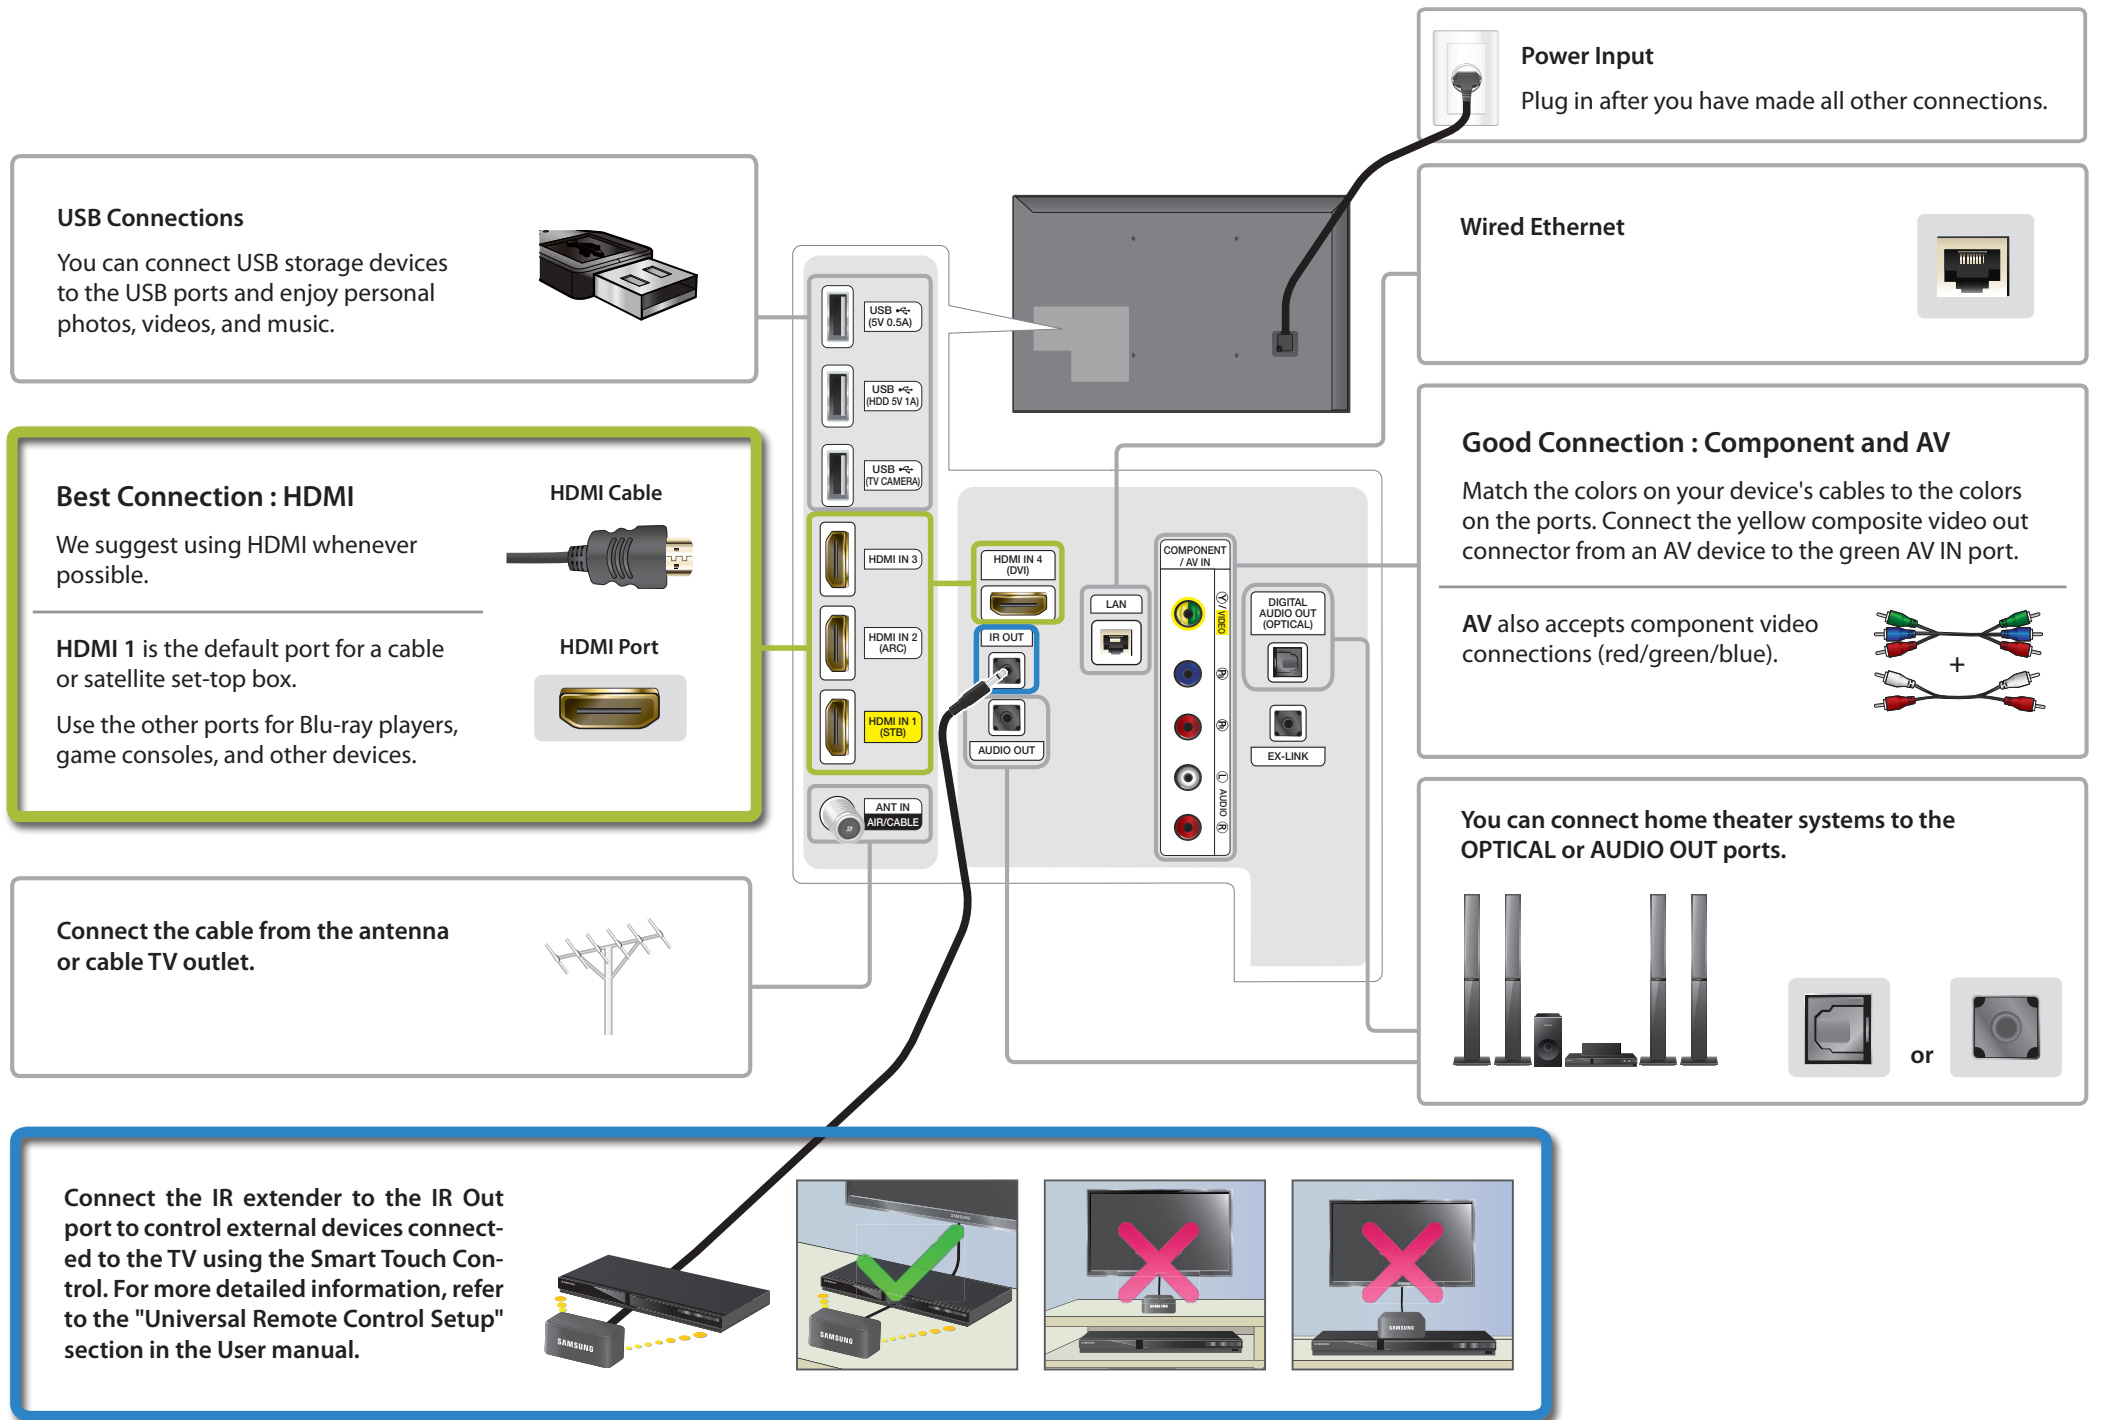 Power Input
Plug in after you have made all other connections.
USB Connections
You can connect USB storage devices
to the USB ports and enjoy personal
photos, videos, and music.
Wired Ethernet
USB
(5V 0.5A)
USB
(HDD 5V 1A)
USB
(TV CAMERA)
Best Connection : HDMI
We suggest using HDMI whenever
possible.
HDMI 1 is the default port for a cable
or satellite set-top box.
Use the other ports for Blu-ray players,
game consoles, and other devices.
HDMI Cable
HDMI Port
HDMI IN 3
HDMI IN 2
(ARC)
HDMI IN 1
(STB)
ANT IN
AIR/CABLE
HDMI IN 4
(DVI)
IR OUT
AUDIO OUT
LAN
COMPONENT
/ AV IN
Y / VIDEO
PB
PR
L AUDIO R
DIGITAL
AUDIO OUT
(OPTICAL)
EX-LINK
Good Connection : Component and AV
Match the colors on your device's cables to the colors
on the ports. Connect the yellow composite video out
connector from an AV device to the green AV IN port.
AV also accepts component video
connections (red/green/blue).
+
You can connect home theater systems to the
OPTICAL or AUDIO OUT ports.
or
Connect the cable from the antenna
or cable TV outlet.
Connect the IR extender to the IR Out
port to control external devices connect-
ed to the TV using the Smart Touch Con-
trol. For more detailed information, refer
to the "Universal Remote Control Setup"
section in the User manual.
SAMSUNG
SAMSUNG
SAMSUNG
SAMSUNG
SAMSUNG